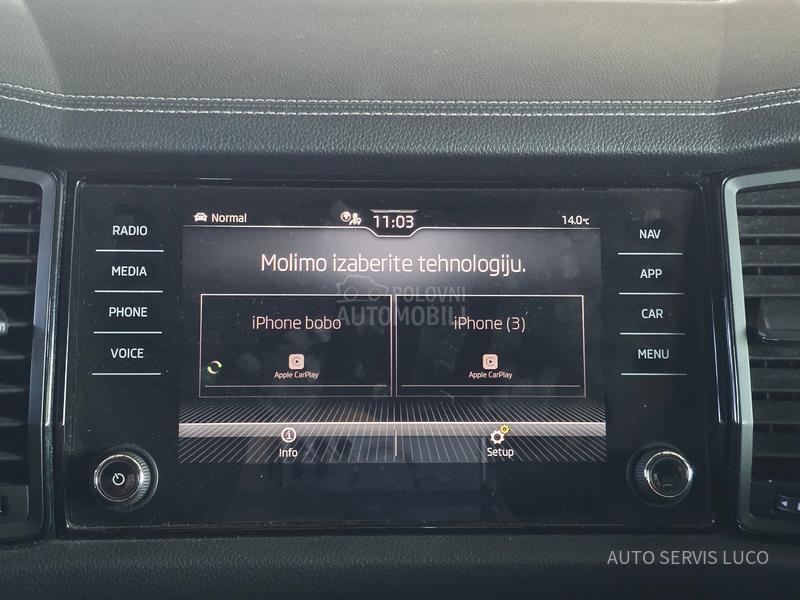 Normal
11:03
14.0°C
RADIO
MEDIA
PHONE
VOICE
Molimo izaberite tehnologiju.
POLOVNI
AUTOMOBILI
iPhone bobo
Apple CarPlay
iPhone (3)
Apple CarPlay
Info
Setup
NAV
APP
CAR
MENU
AUTO SERVIS LUCO